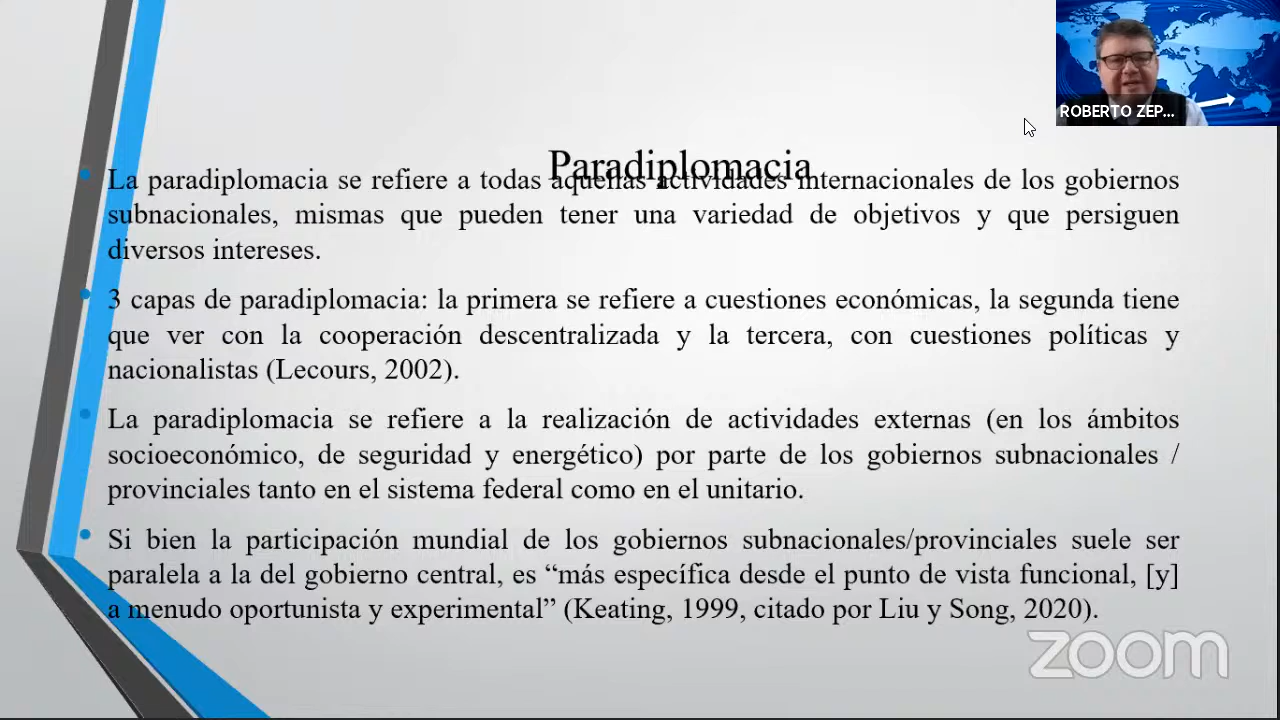 ROBERTO ZEP...
Paradiplomacia
La paradiplomacia se refiere a todas aquellas actividades internacionales de los gobiernos
subnacionales, mismas que pueden tener una variedad de objetivos y que persiguen
diversos intereses.
3 capas de paradiplomacia: la primera se refiere a cuestiones económicas, la segunda tiene
que ver con la cooperación descentralizada y la tercera, con cuestiones políticas y
nacionalistas (Lecours, 2002).
La paradiplomacia se refiere a la realización de actividades externas (en los ámbitos
socioeconómico, de seguridad y energético) por parte de los gobiernos subnacionales /
provinciales tanto en el sistema federal como en el unitario.
Si bien la participación mundial de los gobiernos subnacionales/provinciales suele ser
paralela a la del gobierno central, es “más específica desde el punto de vista funcional, [y]
a menudo oportunista y experimental” (Keating, 1999, citado por Liu y Song, 2020).
zoom